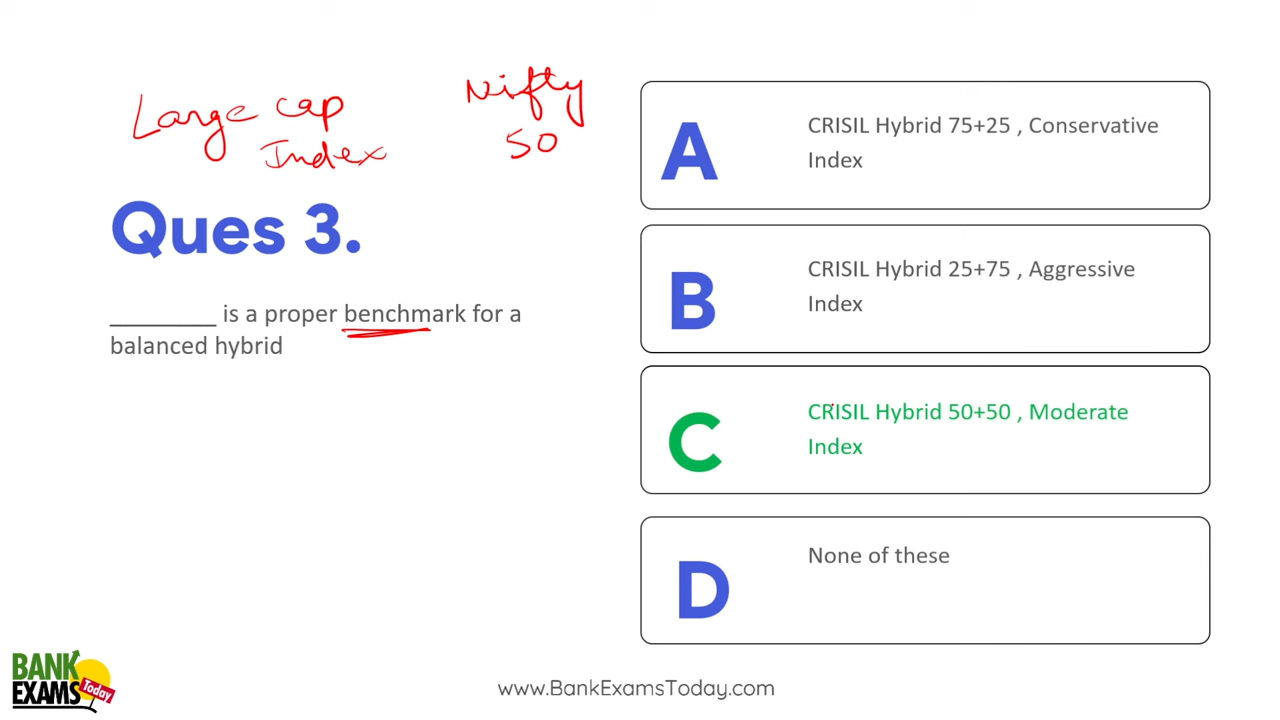 Large cap
Index
Nifty
50
Ques 3.
________ is a proper benchmark for a
balanced hybrid
A
CRISIL Hybrid 75+25 , Conservative
Index
B
CRISIL Hybrid 25+75 , Aggressive
Index
C
CRISIL Hybrid 50+50 , Moderate
Index
D
None of these
BANK
EXAMS
Today
www.BankExamsToday.com